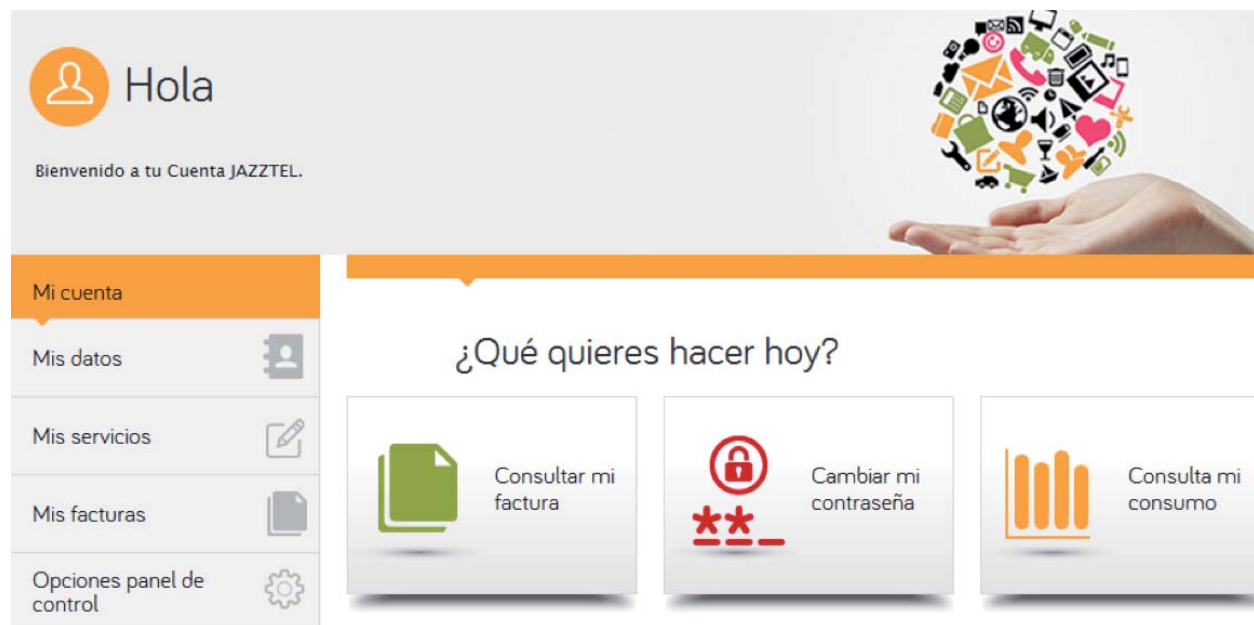 Hola
Bienvenido a tu Cuenta JAZZTEL.
Mi cuenta
Mis datos
Mis servicios
Mis facturas
Opciones panel de
control
¿Qué quieres hacer hoy?
Consultar mi
factura
Cambiar mi
contraseña
Consulta mi
consumo